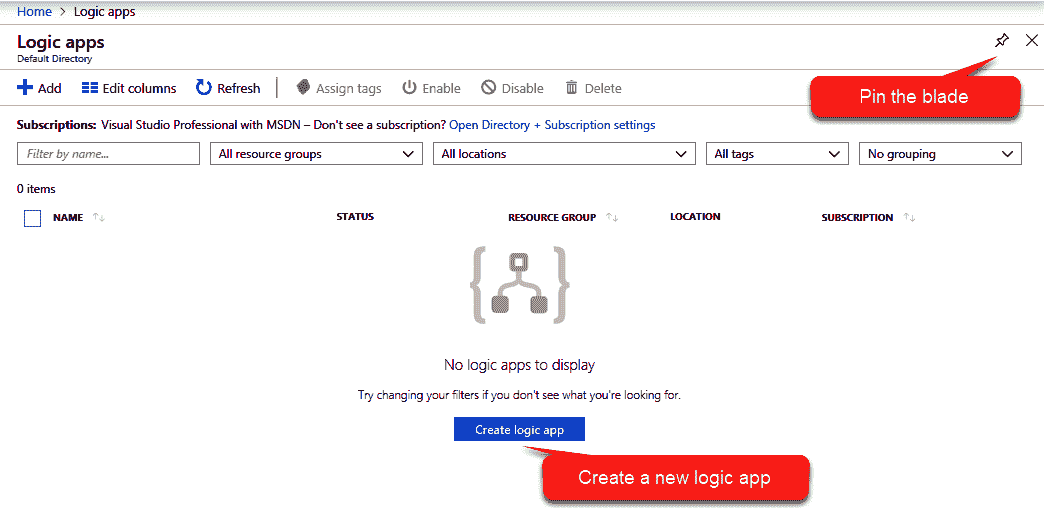 Home > Logic apps
Logic apps
Default Directory
Add Edit columns Refresh Assign tags Enable Disable Delete
Pin the blade
Subscriptions: Visual Studio Professional with MSDN – Don't see a subscription? Open Directory + Subscription settings
Filter by name... All resource groups All locations All tags No grouping
0 items
NAME STATUS RESOURCE GROUP LOCATION SUBSCRIPTION
No logic apps to display
Try changing your filters if you don't see what you're looking for.
Create logic app
Create a new logic app